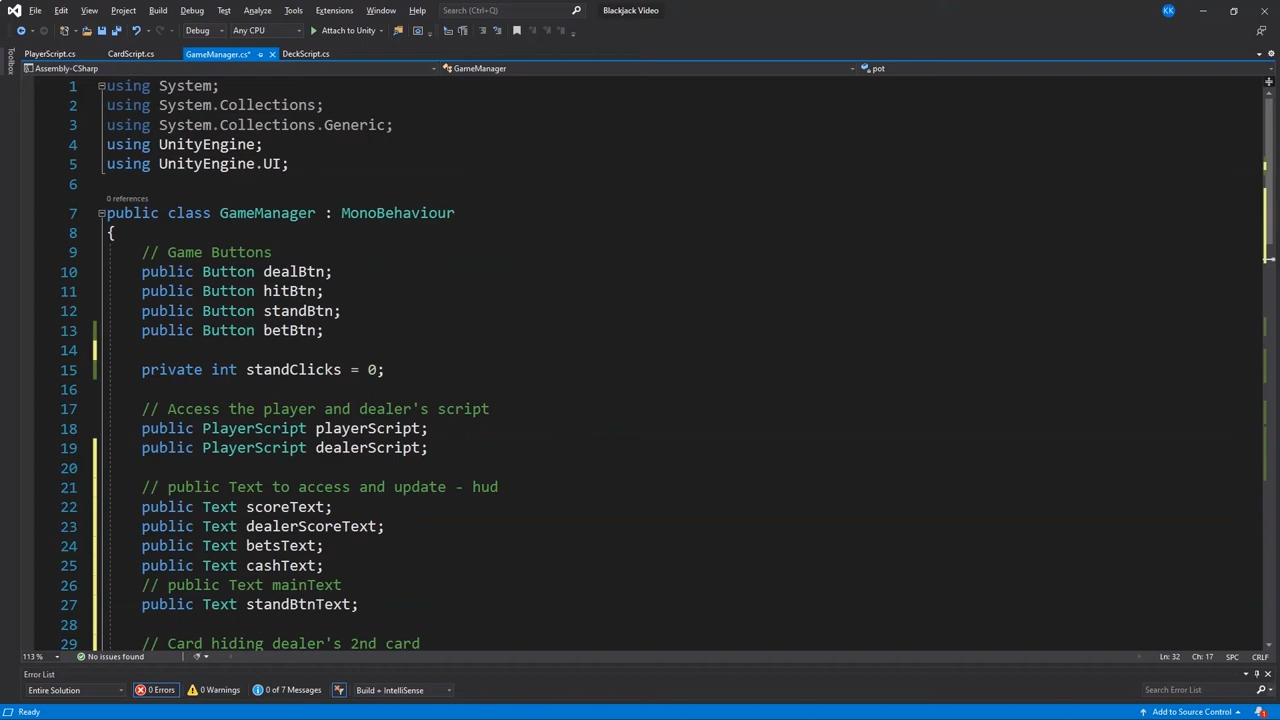 File Edit View Project Build Debug Test Analyze Tools Extensions Window Help Search (Ctrl+Q) Blackjack Video KK
Debug Any CPU Attach to Unity
PlayerScript.cs CardScript.cs GameManager.cs* DeckScript.cs
Toolbox
Assembly-CSharp GameManager pot
1 using System;
2 using System.Collections;
3 using System.Collections.Generic;
4 using UnityEngine;
5 using UnityEngine.UI;
6
0 references
7 public class GameManager : MonoBehaviour
8 {
9 // Game Buttons
10 public Button dealBtn;
11 public Button hitBtn;
12 public Button standBtn;
13 public Button betBtn;
14
15 private int standClicks = 0;
16
17 // Access the player and dealer's script
18 public PlayerScript playerScript;
19 public PlayerScript dealerScript;
20
21 // public Text to access and update - hud
22 public Text scoreText;
23 public Text dealerScoreText;
24 public Text betsText;
25 public Text cashText;
26 // public Text mainText
27 public Text standBtnText;
28
29 // Card hiding dealer's 2nd card
113 % No issues found Ln: 32 Ch: 17 SPC CRLF
Error List
Entire Solution 0 Errors 0 Warnings 0 of 7 Messages Build + IntelliSense Search Error List
Ready Add to Source Control 1